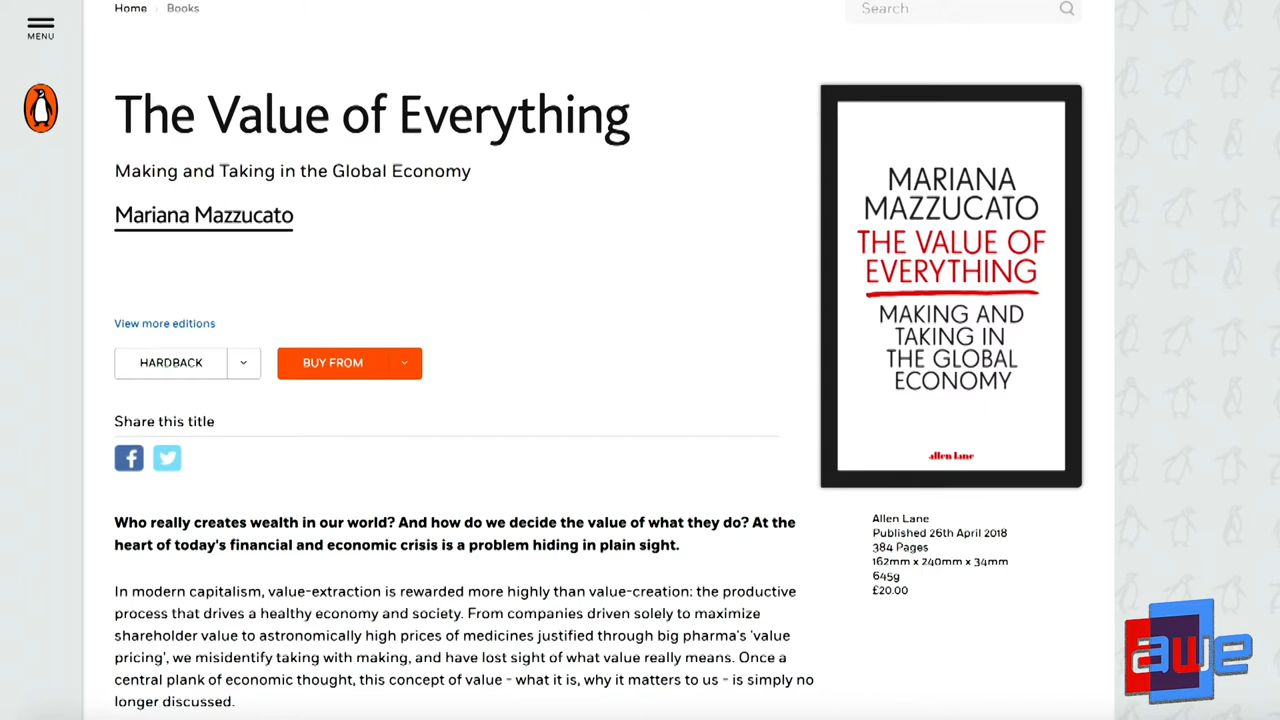 Home › Books
Search
MENU
The Value of Everything
Making and Taking in the Global Economy
Mariana Mazzucato
View more editions
HARDBACK
BUY FROM
Share this title
Who really creates wealth in our world? And how do we decide the value of what they do? At the
heart of today's financial and economic crisis is a problem hiding in plain sight.
In modern capitalism, value-extraction is rewarded more highly than value-creation: the productive
process that drives a healthy economy and society. From companies driven solely to maximize
shareholder value to astronomically high prices of medicines justified through big pharma's 'value
pricing', we misidentify taking with making, and have lost sight of what value really means. Once a
central plank of economic thought, this concept of value - what it is, why it matters to us - is simply no
longer discussed.
MARIANA
MAZZUCATO
THE VALUE OF
EVERYTHING
MAKING AND
TAKING IN
THE GLOBAL
ECONOMY
allen lane
Allen Lane
Published 26th April 2018
384 Pages
162mm x 240mm x 34mm
645g
£20.00
awe